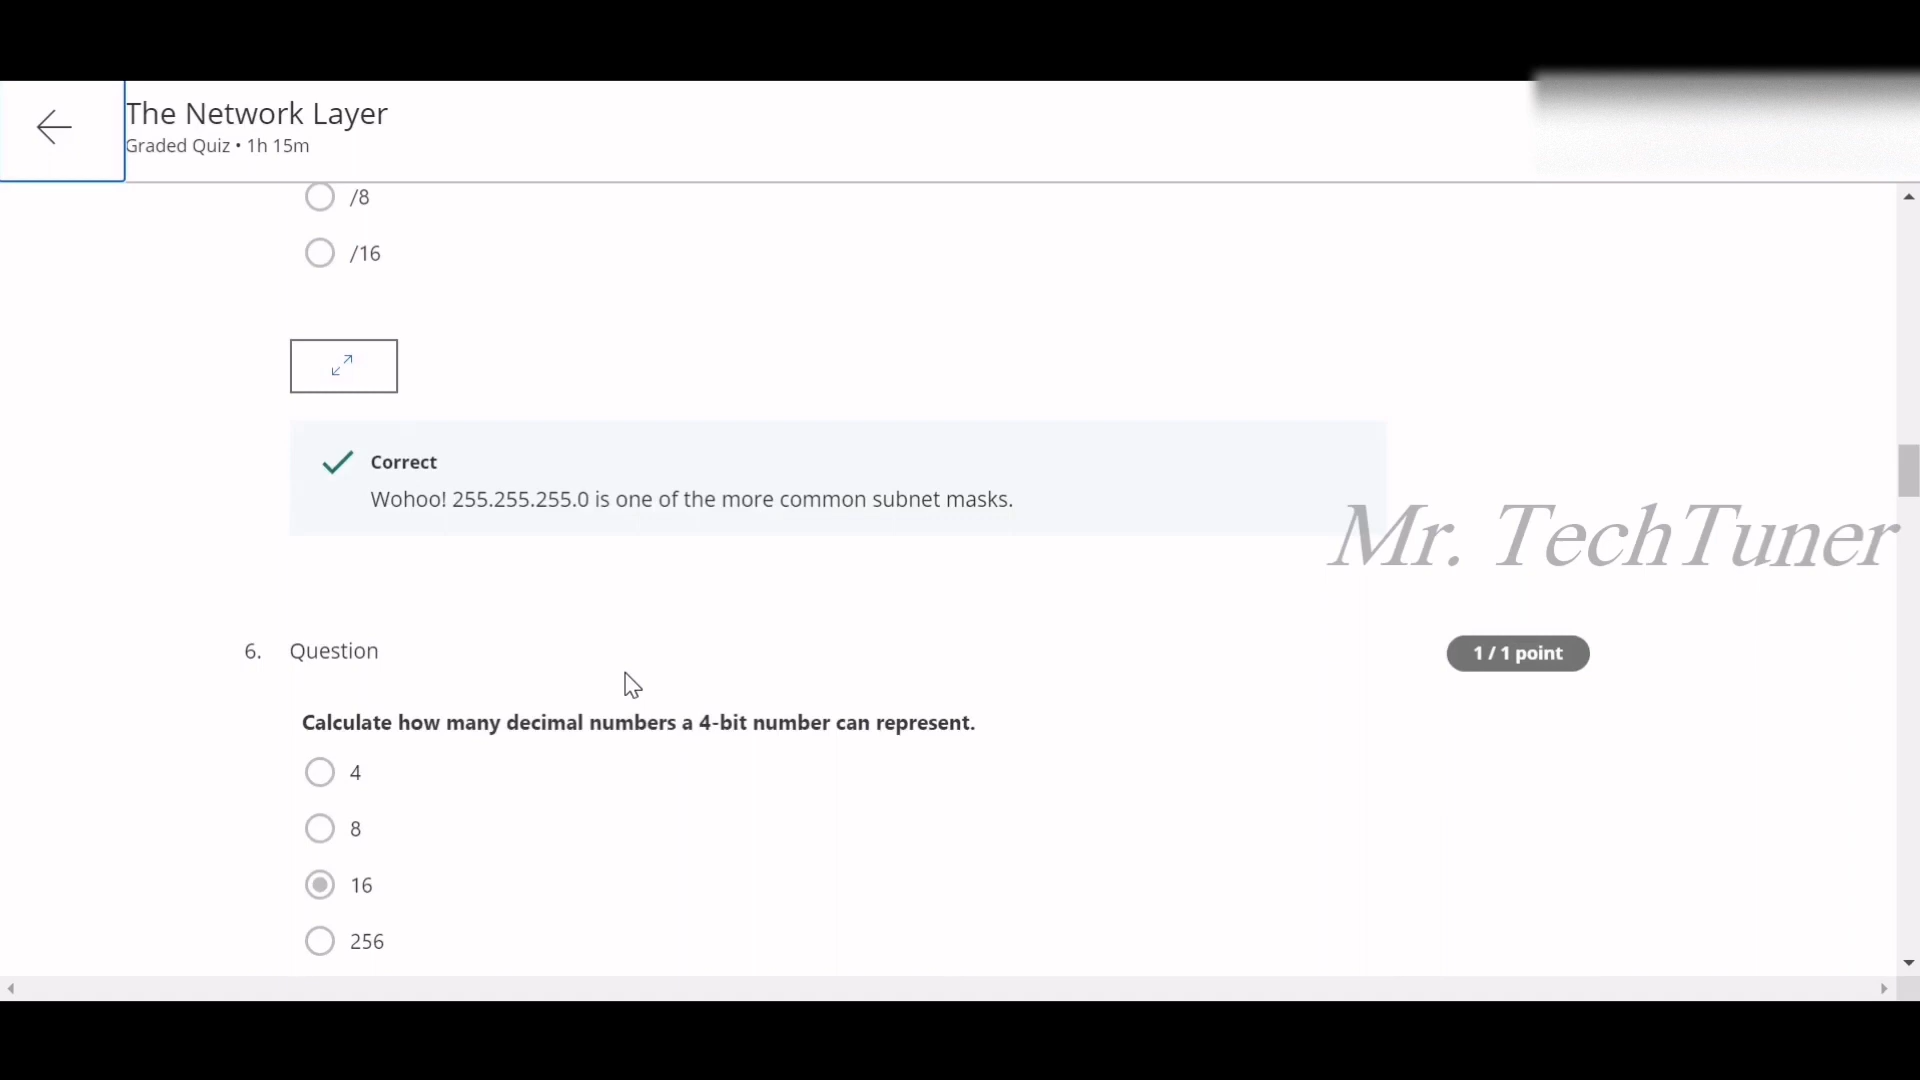 The Network Layer
Graded Quiz • 1h 15m
/8
/16
Correct
Wohoo! 255.255.255.0 is one of the more common subnet masks.
Mr. TechTuner
6. Question
1 / 1 point
Calculate how many decimal numbers a 4-bit number can represent.
4
8
16
256